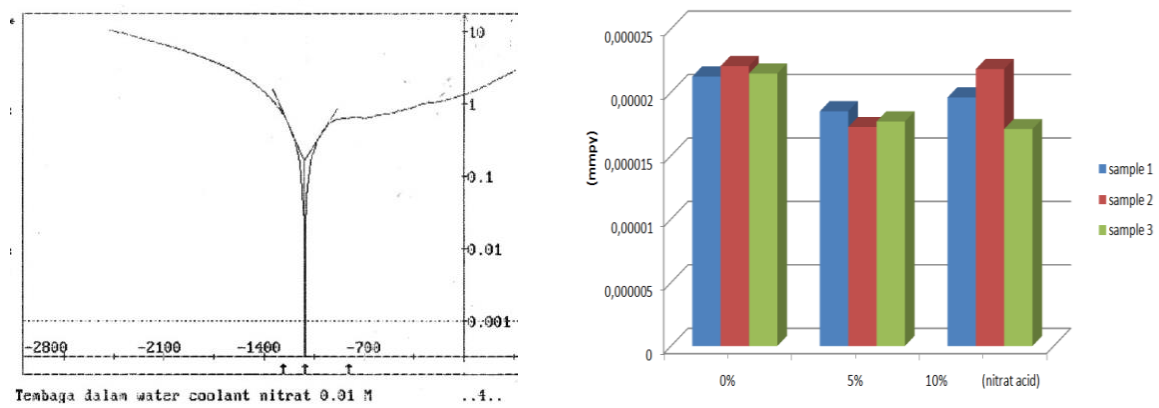 10
1
0.1
0.01
0.001
-2800 -2100 -1400 -700
Tembaga dalam water coolant nitrat 0.01 M ..4..
0,000025
0,00002
0,000015
0,00001
0,000005
0
(mmpy)
0% 5% 10% (nitrat acid)
sample 1
sample 2
sample 3